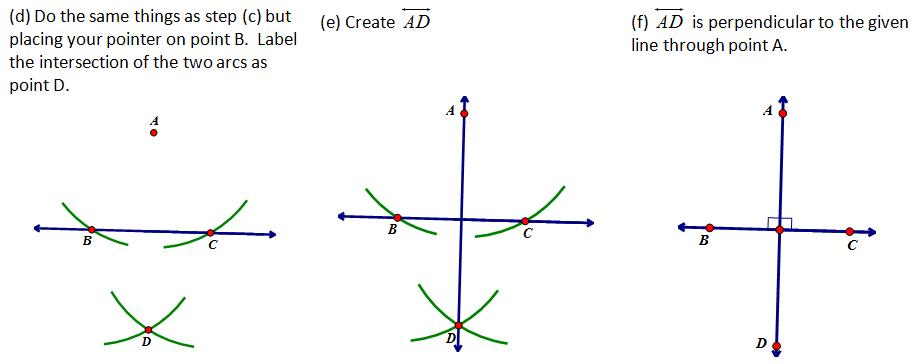 (d) Do the same things as step (c) but
placing your pointer on point B. Label
the intersection of the two arcs as
point D.
A
B
C
D
(e) Create AD
A
B
C
D
(f) AD is perpendicular to the given
line through point A.
A
B
C
D